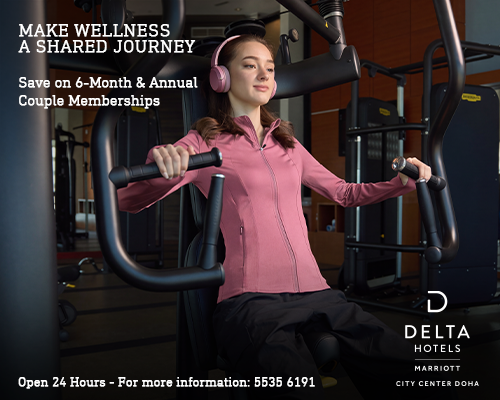 MAKE WELLNESS
A SHARED JOURNEY
Save on 6-Month & Annual
Couple Memberships
DELTA
HOTELS
MARRIOTT
CITY CENTER DOHA
Open 24 Hours - For more information: 5535 6191